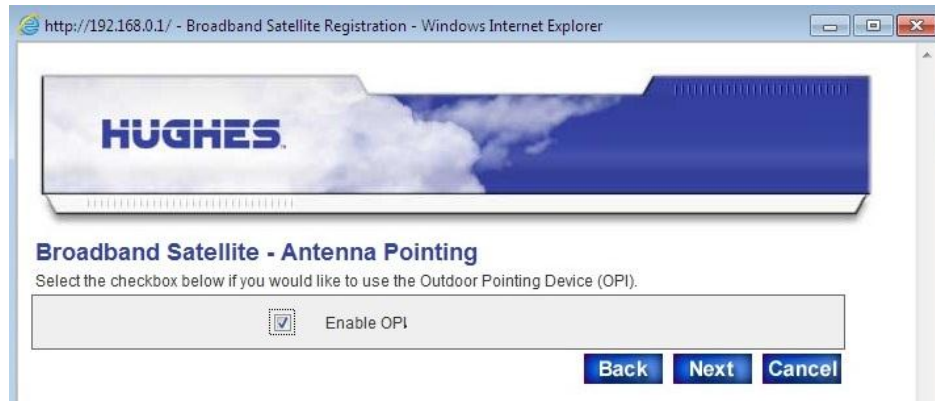 http://192.168.0.1/ - Broadband Satellite Registration - Windows Internet Explorer
HUGHES.
Broadband Satellite - Antenna Pointing
Select the checkbox below if you would like to use the Outdoor Pointing Device (OPI).
Enable OPI
Back Next Cancel